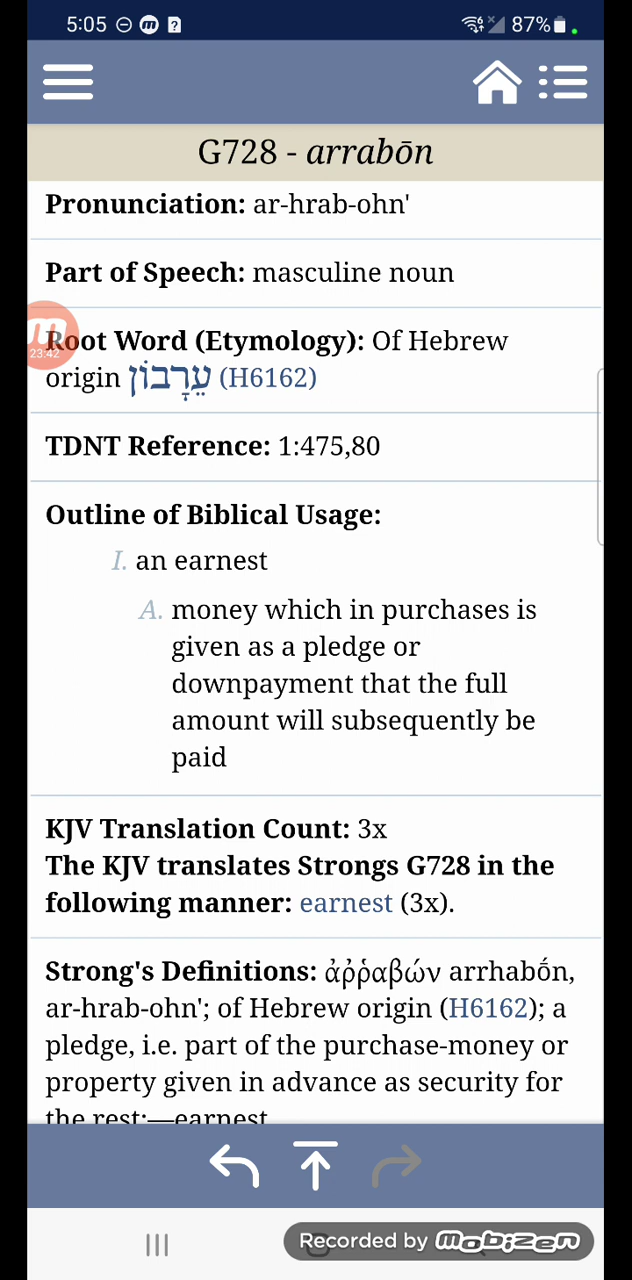 5:05
87%
G728 - arrabōn
Pronunciation: ar-hrab-ohn'
Part of Speech: masculine noun
Root Word (Etymology): Of Hebrew
23:42
origin עֵרָבוֹן (H6162)
TDNT Reference: 1:475,80
Outline of Biblical Usage:
I. an earnest
A. money which in purchases is
given as a pledge or
downpayment that the full
amount will subsequently be
paid
KJV Translation Count: 3x
The KJV translates Strongs G728 in the
following manner: earnest (3x).
Strong's Definitions: ἀῤῥαβών arrhabṓn,
ar-hrab-ohn'; of Hebrew origin (H6162); a
pledge, i.e. part of the purchase-money or
property given in advance as security for
the rest:—earnest
Recorded by mobizen